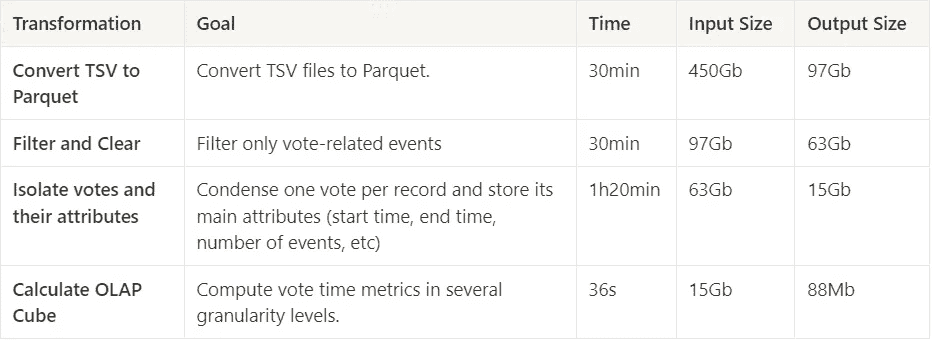 Transformation Goal Time Input Size Output Size
Convert TSV to Parquet Convert TSV files to Parquet. 30min 450Gb 97Gb
Filter and Clear Filter only vote-related events 30min 97Gb 63Gb
Isolate votes and their attributes Condense one vote per record and store its main attributes (start time, end time, number of events, etc) 1h20min 63Gb 15Gb
Calculate OLAP Cube Compute vote time metrics in several granularity levels. 36s 15Gb 88Mb